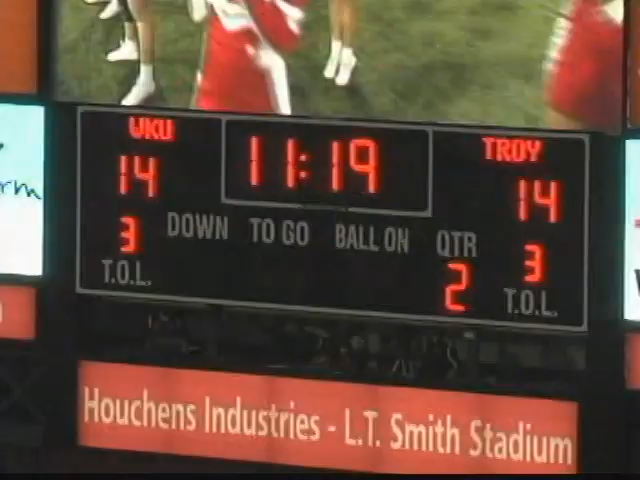 WKU
11:19
TROY
14
14
DOWN TO GO BALL ON QTR
3
3
T.O.L.
2
T.O.L.
Houchens Industries - L.T. Smith Stadium